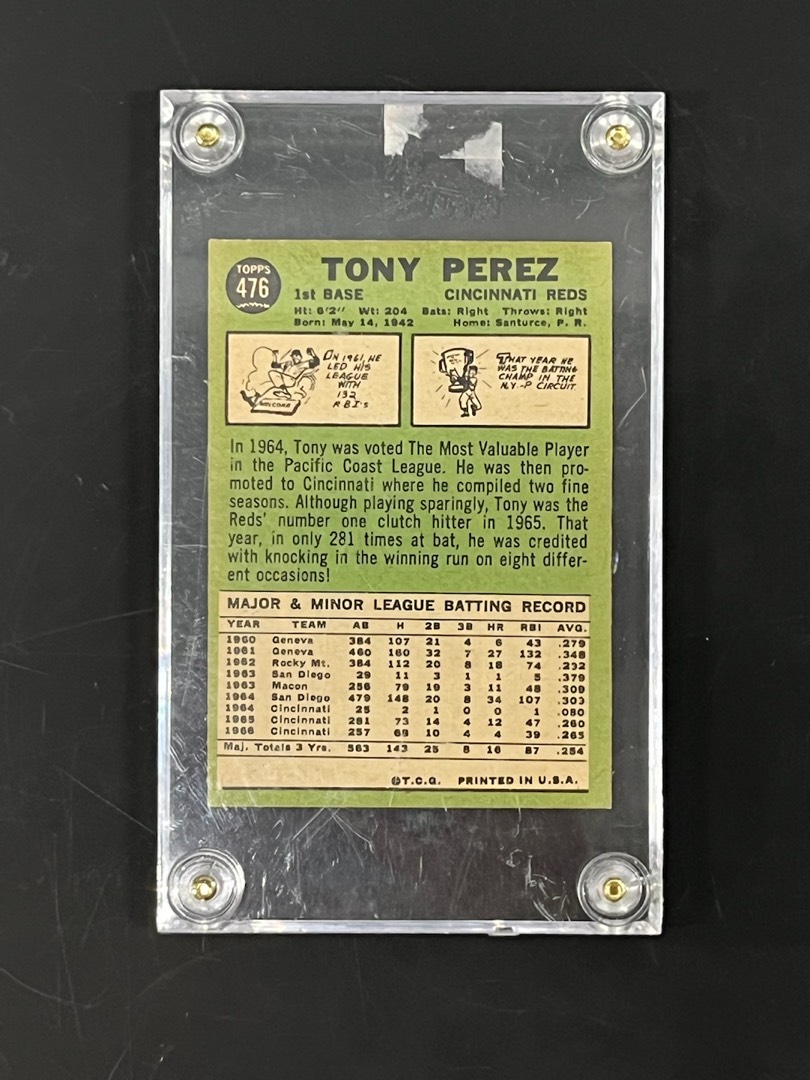 TOPPS
476
TONY PEREZ
1st BASE CINCINNATI REDS
Ht: 6'2" Wt: 204 Bats: Right Throws: Right
Born: May 14, 1942 Home: Santurce, P. R.
ON 1961, HE
LED HIS
LEAGUE
WITH
132
RBI's
WELCOME
THAT YEAR HE
WAS THE BATTING
CHAMP IN THE
N.Y.-P CIRCUIT
In 1964, Tony was voted The Most Valuable Player
in the Pacific Coast League. He was then pro-
moted to Cincinnati where he compiled two fine
seasons. Although playing sparingly, Tony was the
Reds' number one clutch hitter in 1965. That
year, in only 281 times at bat, he was credited
with knocking in the winning run on eight differ-
ent occasions!
MAJOR & MINOR LEAGUE BATTING RECORD
YEAR TEAM AB H 2B 3B HR RBI AVG.
1960 Geneva 384 107 21 4 6 43 .279
1961 Geneva 460 160 32 7 27 132 .348
1962 Rocky Mt. 384 112 20 8 18 74 .292
1963 San Diego 29 11 3 1 1 5 .379
1963 Macon 256 79 19 3 11 48 .309
1964 San Diego 479 148 20 8 34 107 .303
1964 Cincinnati 25 2 1 0 0 1 .080
1965 Cincinnati 281 73 14 4 12 47 .260
1966 Cincinnati 257 68 10 4 4 39 .265
Maj. Totals 3 Yrs. 563 143 25 8 16 87 .254
©T.C.G. PRINTED IN U.S.A.